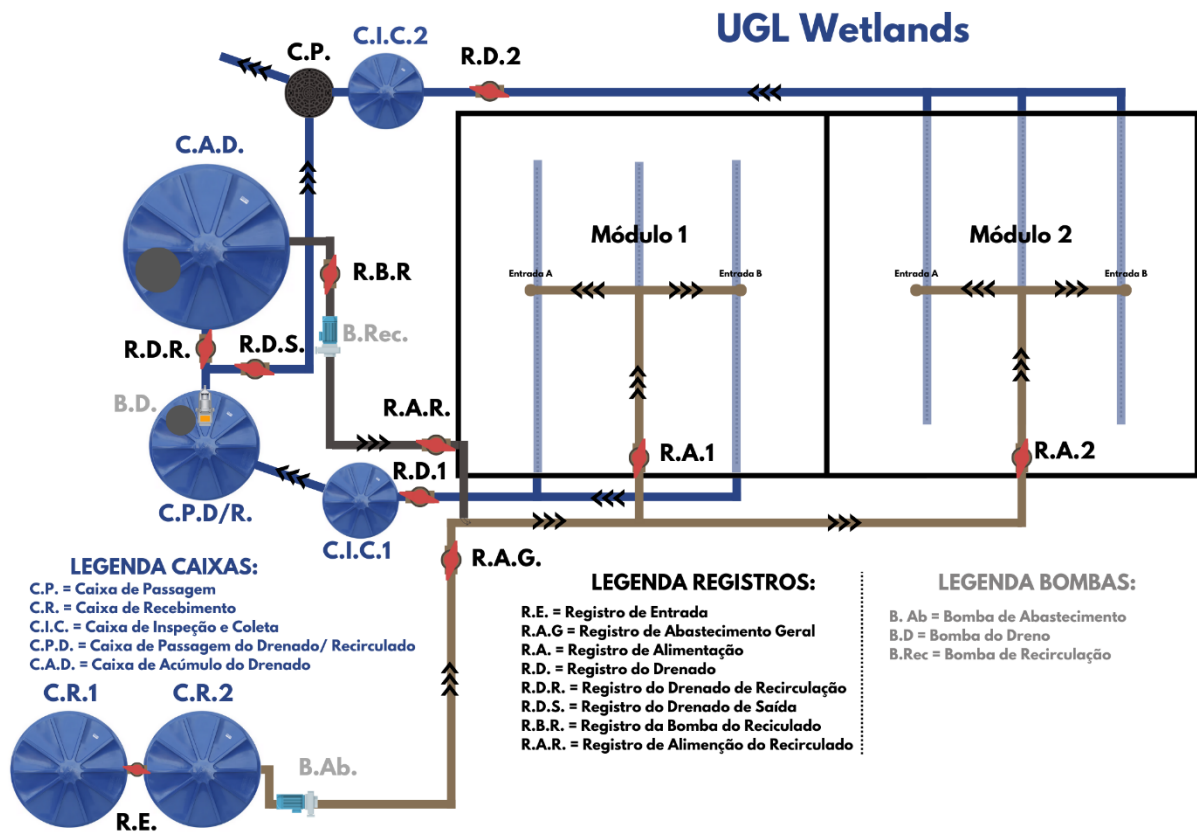 UGL Wetlands
C.I.C.2
C.P.
R.D.2
C.A.D.
Módulo 1
Módulo 2
R.B.R
Entrada A
Entrada B
Entrada A
Entrada B
B.Rec.
R.D.R.
R.D.S.
B.D.
R.A.R.
R.A.1
R.A.2
R.D.1
C.P.D/R.
C.I.C.1
R.A.G.
LEGENDA CAIXAS:
C.P. = Caixa de Passagem
C.R. = Caixa de Recebimento
C.I.C. = Caixa de Inspeção e Coleta
C.P.D. = Caixa de Passagem do Drenado/ Recirculado
C.A.D. = Caixa de Acúmulo do Drenado
LEGENDA REGISTROS:
R.E. = Registro de Entrada
R.A.G = Registro de Abastecimento Geral
R.A. = Registro de Alimentação
R.D. = Registro do Drenado
R.D.R. = Registro do Drenado de Recirculação
R.D.S. = Registro do Drenado de Saída
R.B.R. = Registro da Bomba do Reciculado
R.A.R. = Registro de Alimenção do Recirculado
LEGENDA BOMBAS:
B. Ab = Bomba de Abastecimento
B.D = Bomba do Dreno
B.Rec = Bomba de Recirculação
C.R.1
C.R.2
B.Ab.
R.E.